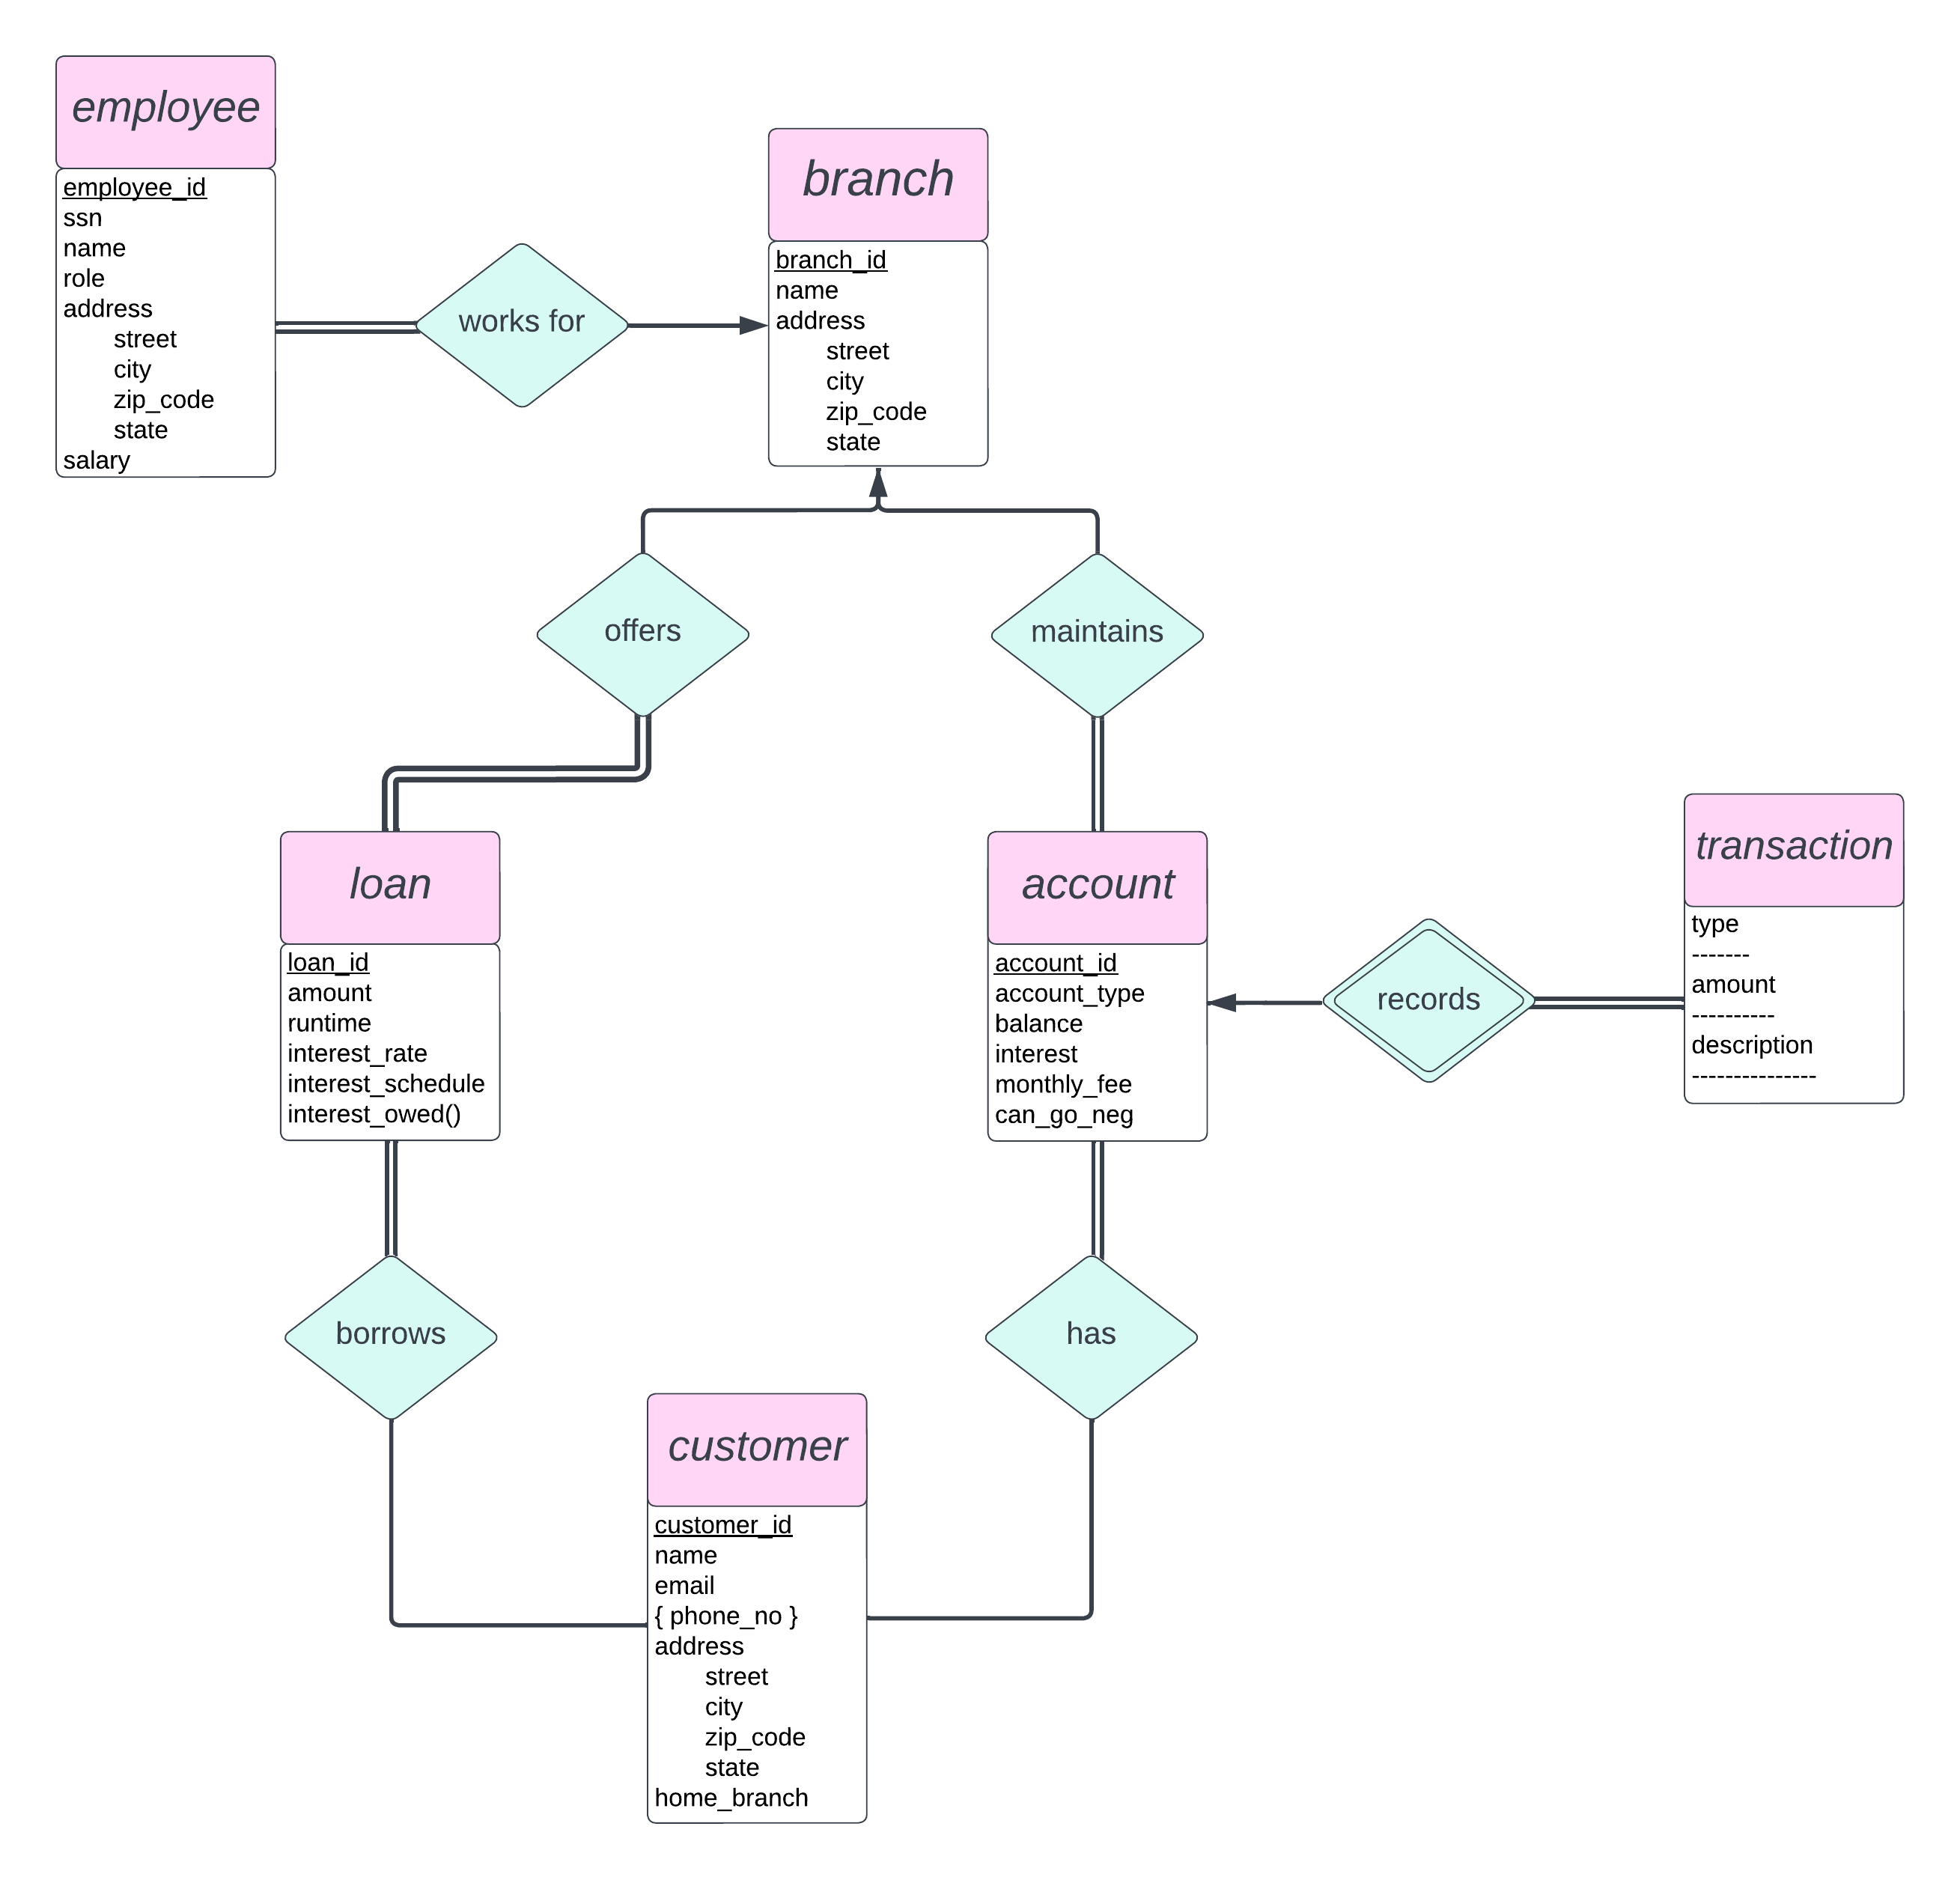 employee
employee_id
ssn
name
role
address
street
city
zip_code
state
salary
works for
branch
branch_id
name
address
street
city
zip_code
state
offers
maintains
loan
loan_id
amount
runtime
interest_rate
interest_schedule
interest_owed()
account
account_id
account_type
balance
interest
monthly_fee
can_go_neg
records
transaction
type
-------
amount
----------
description
---------------
borrows
has
customer
customer_id
name
email
{ phone_no }
address
street
city
zip_code
state
home_branch